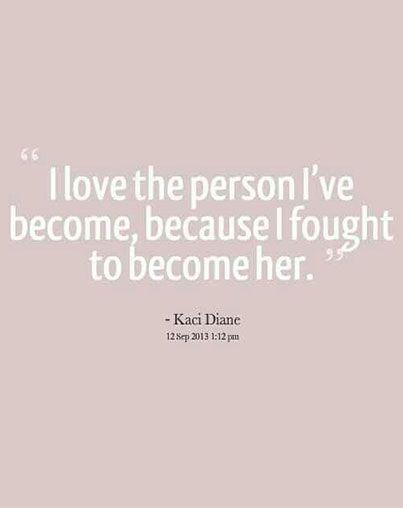 “ I love the person I’ve
become, because I fought
to become her. ”
- Kaci Diane
12 Sep 2013 1:12 pm